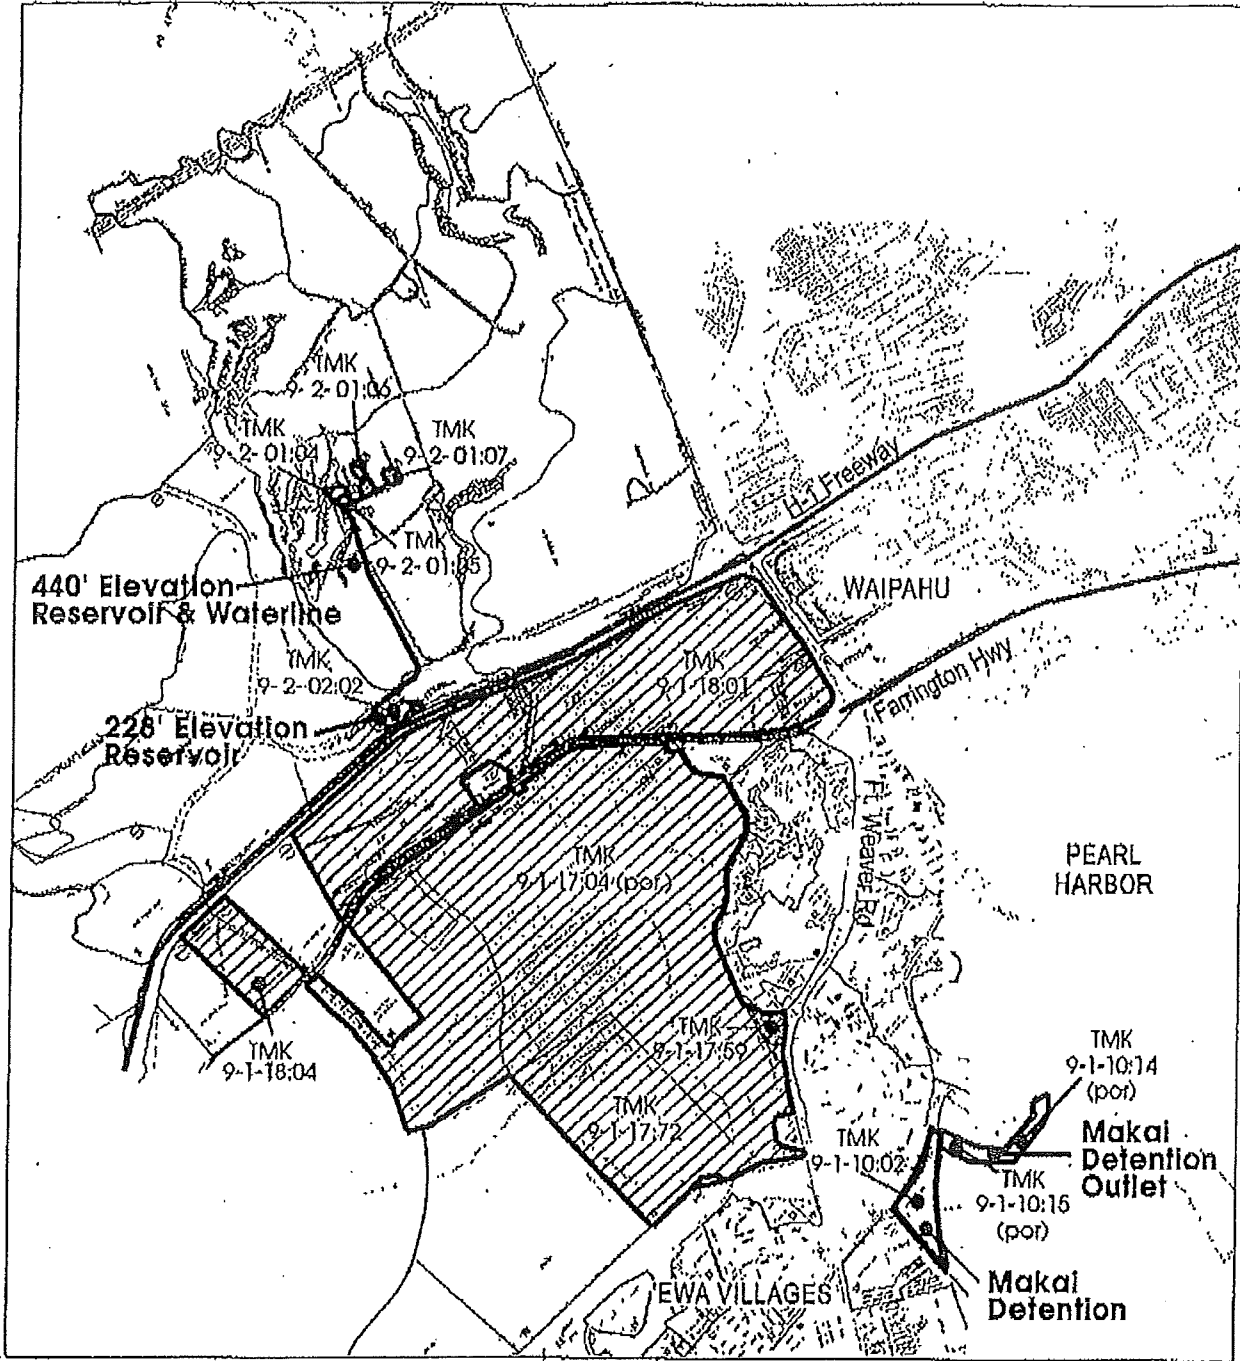 TMK
9-2-01:06
TMK
9-2-01:04
TMK
9-2-01:07
H-1 Freeway
TMK
9-2-01:05
440' Elevation
Reservoir & Waterline
WAIPAHU
TMK
9-2-02:02
TMK
9-1-18:01
Farrington Hwy
228' Elevation
Reservoir
Ft. Weaver Rd
TMK
9-1-17:04 (por.)
PEARL
HARBOR
TMK
9-1-17:59
TMK
9-1-18:04
TMK
9-1-10:14
(por)
TMK
9-1-17:72
TMK
9-1-10:02
Makai
Detention
Outlet
TMK
9-1-10:15
(por)
EWA VILLAGES
Makai
Detention